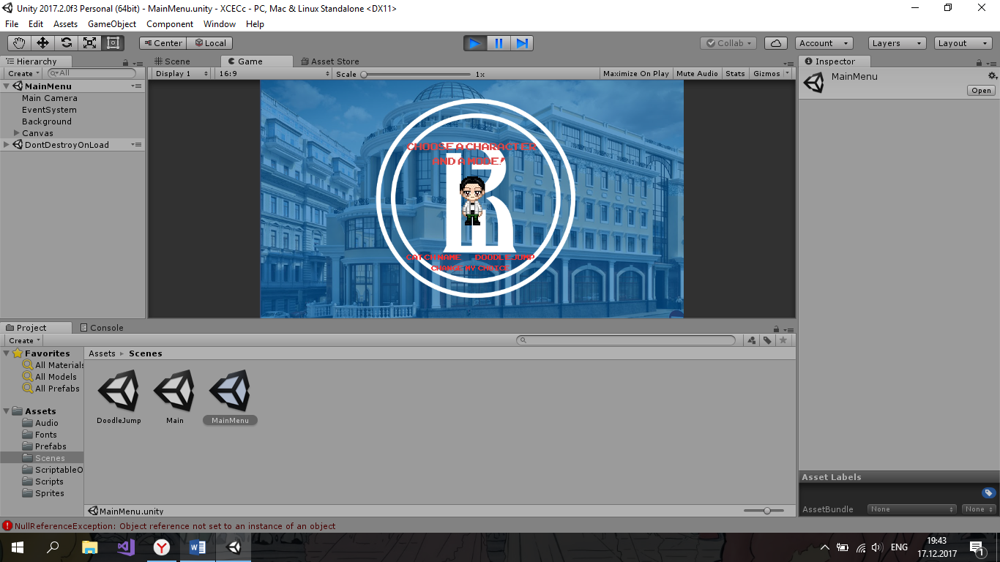 Unity 2017.2.0f3 Personal (64bit) - MainMenu.unity - XCECc - PC, Mac & Linux Standalone <DX11>
File Edit Assets GameObject Component Window Help
Center Local Collab Account Layers Layout
Hierarchy
Create All
MainMenu
Main Camera
EventSystem
Background
Canvas
DontDestroyOnLoad
Scene Game Asset Store
Display 1 16:9 Scale 1x Maximize On Play Mute Audio Stats Gizmos
CHOOSE A CHARACTER
AND A MODE!
CATCHNAME DOODLEJUMP
CHANGE MY CHOICE
Inspector
MainMenu
Open
Project Console
Create
Favorites
All Materials
All Models
All Prefabs
Assets
Audio
Fonts
Prefabs
Scenes
ScriptableO
Scripts
Sprites
Assets Scenes
DoodleJump Main MainMenu
MainMenu.unity
Asset Labels
AssetBundle None None
NullReferenceException: Object reference not set to an instance of an object
ENG
19:43
17.12.2017
1